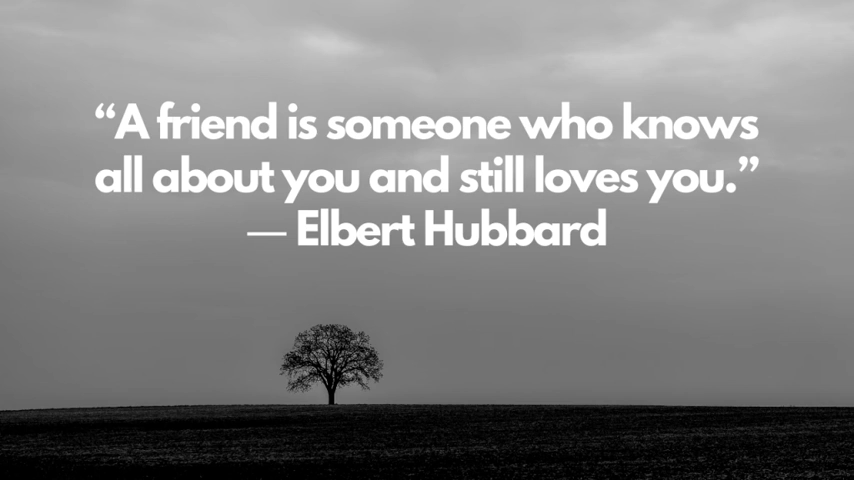 “A friend is someone who knows
all about you and still loves you.”
— Elbert Hubbard